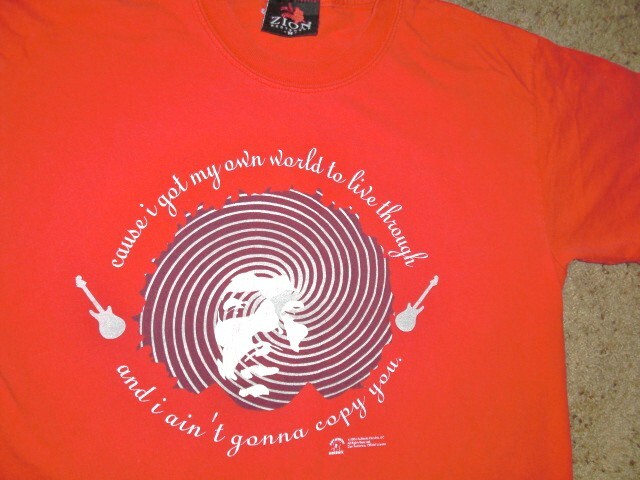 ZION
cause i got my own world to live through
and i ain't gonna copy you.